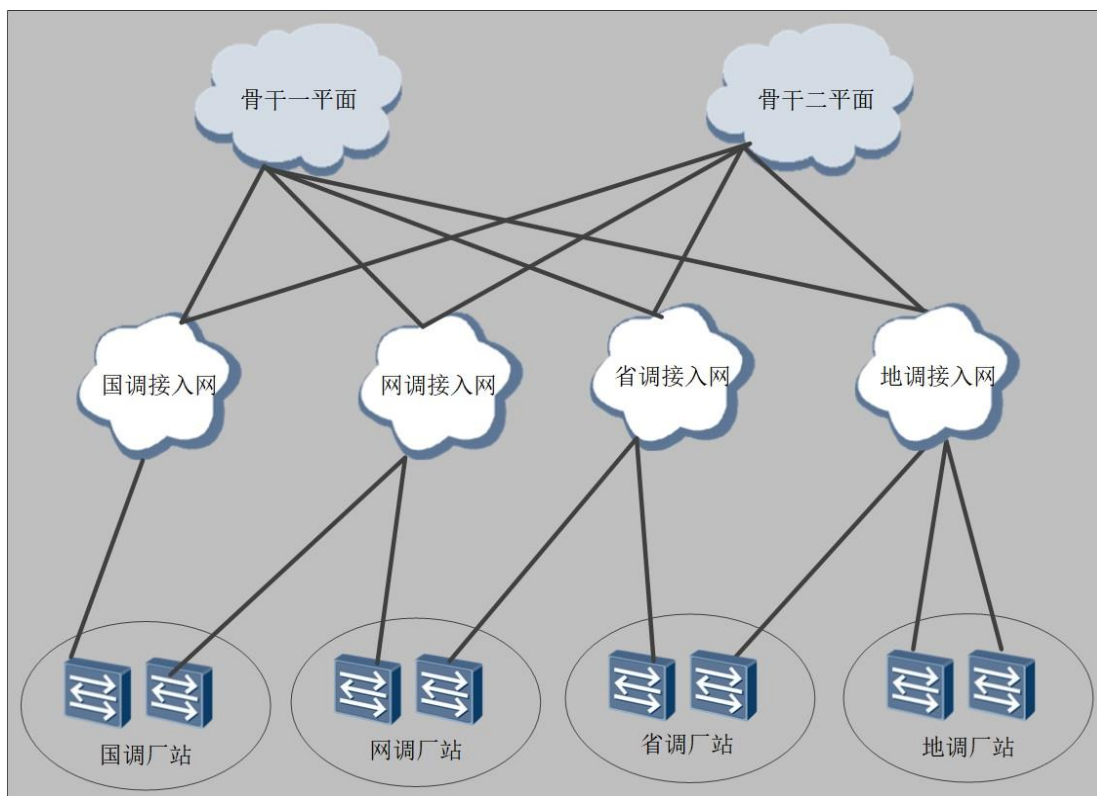 骨干一平面
骨干二平面
国调接入网
网调接入网
省调接入网
地调接入网
国调厂站
网调厂站
省调厂站
地调厂站